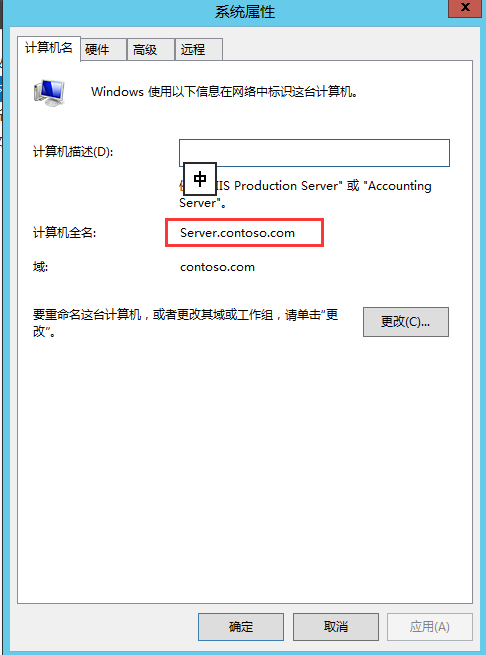 系统属性
x
计算机名
硬件
高级
远程
Windows 使用以下信息在网络中标识这台计算机。
计算机描述(D):
中
IIS Production Server" 或 "Accounting
Server"。
计算机全名:
Server.contoso.com
域:
contoso.com
要重命名这台计算机，或者更改其域或工作组，请单击"更
改"。
更改(C)...
确定
取消
应用(A)